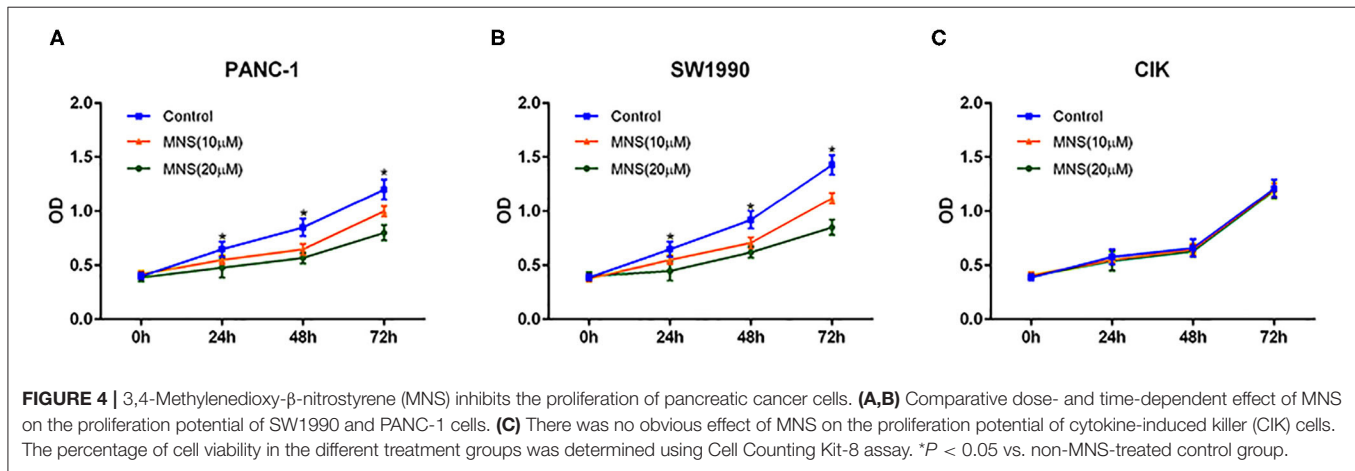 A
PANC-1
OD
2.0
1.5
1.0
0.5
0.0
Control
MNS(10μM)
MNS(20μM)
*
*
*
0h 24h 48h 72h
B
SW1990
OD
2.0
1.5
1.0
0.5
0.0
Control
MNS(10μM)
MNS(20μM)
*
*
*
0h 24h 48h 72h
C
CIK
OD
2.0
1.5
1.0
0.5
0.0
Control
MNS(10μM)
MNS(20μM)
0h 24h 48h 72h
FIGURE 4 | 3,4-Methylenedioxy-β-nitrostyrene (MNS) inhibits the proliferation of pancreatic cancer cells. (A,B) Comparative dose- and time-dependent effect of MNS
on the proliferation potential of SW1990 and PANC-1 cells. (C) There was no obvious effect of MNS on the proliferation potential of cytokine-induced killer (CIK) cells.
The percentage of cell viability in the different treatment groups was determined using Cell Counting Kit-8 assay. *P < 0.05 vs. non-MNS-treated control group.